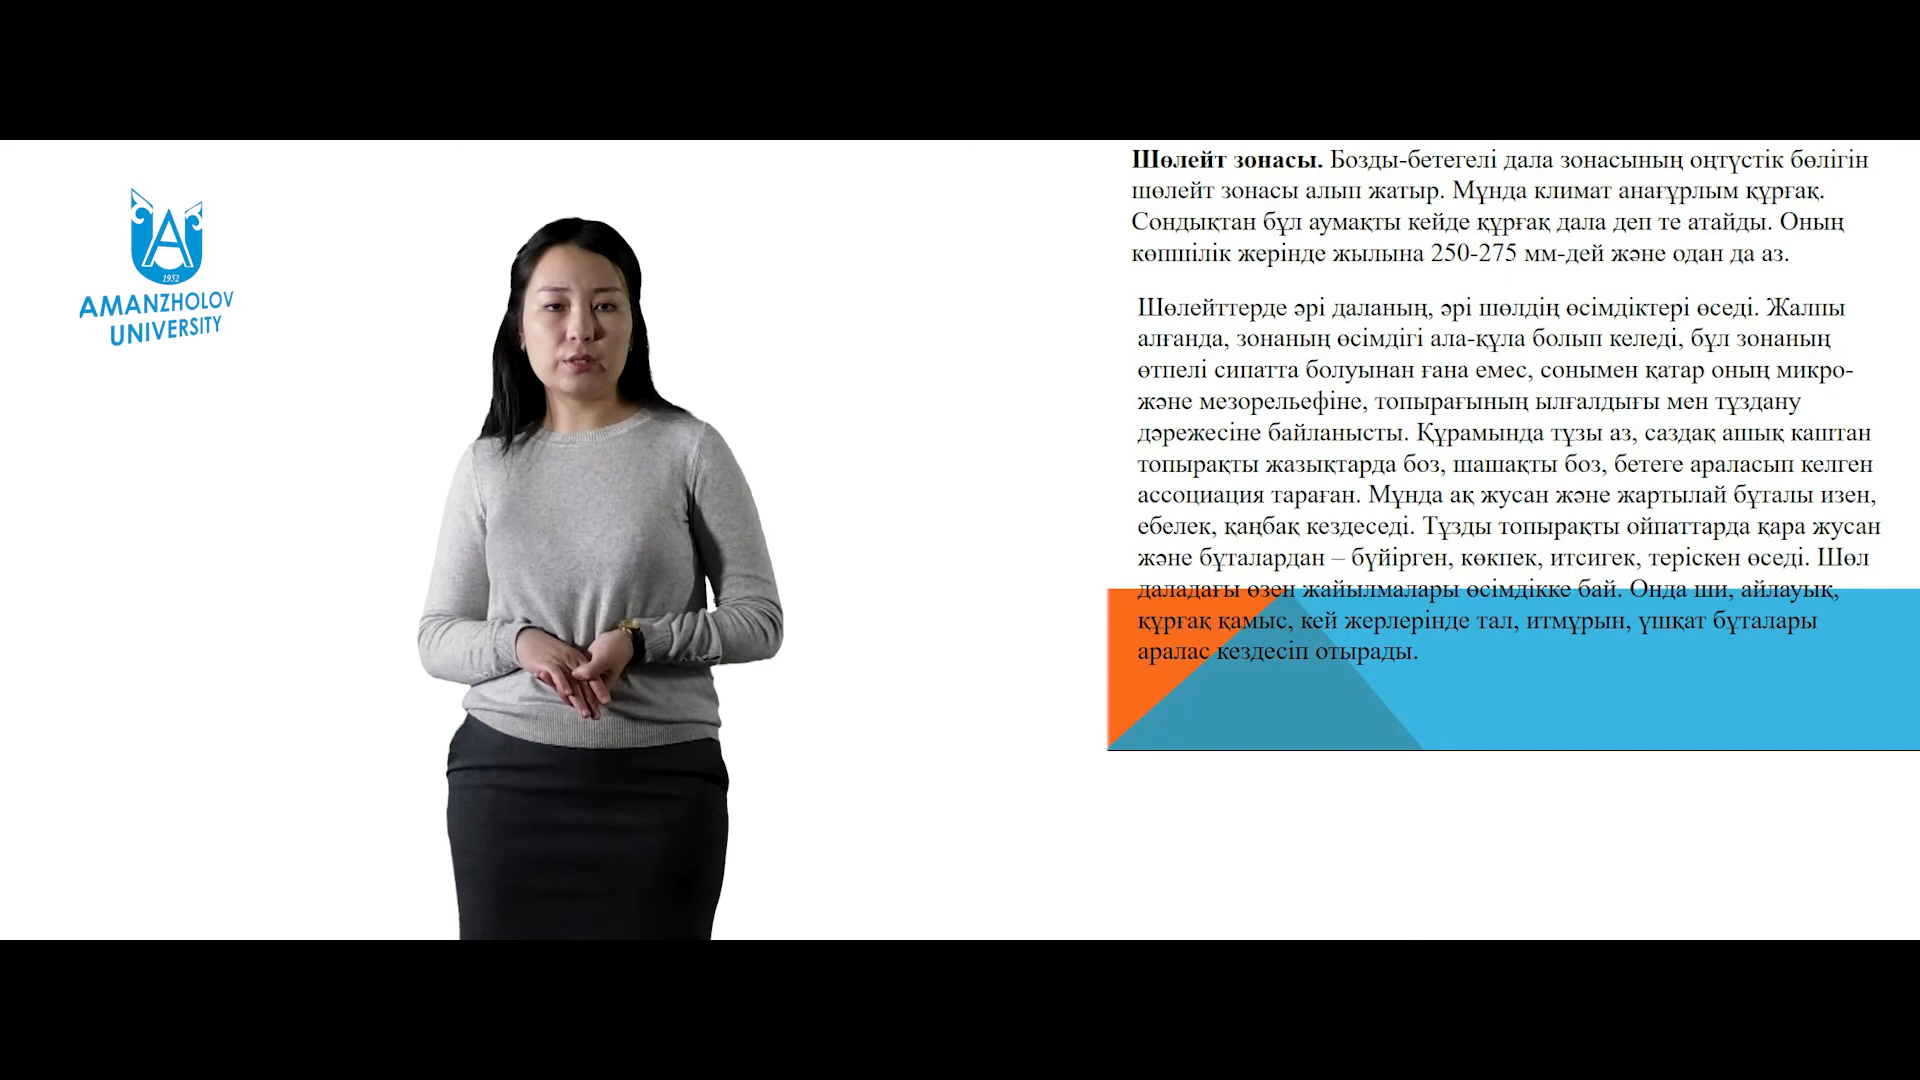 1952
AMANZHOLOV
UNIVERSITY
Шөлейт зонасы. Бозды-бетегелі дала зонасының оңтүстік бөлігін
шөлейт зонасы алып жатыр. Мұнда климат анағұрлым құрғақ.
Сондықтан бұл аумақты кейде құрғақ дала деп те атайды. Оның
көпшілік жерінде жылына 250-275 мм-дей және одан да аз.
Шөлейттерде әрі даланың, әрі шөлдің өсімдіктері өседі. Жалпы
алғанда, зонаның өсімдігі ала-құла болып келеді, бұл зонаның
өтпелі сипатта болуынан ғана емес, сонымен қатар оның микро-
және мезорельефіне, топырағының ылғалдығы мен тұздану
дәрежесіне байланысты. Құрамында тұзы аз, саздақ ашық каштан
топырақты жазықтарда боз, шашақты боз, бетеге араласып келген
ассоциация тараған. Мұнда ақ жусан және жартылай бұталы изен,
ебелек, қаңбақ кездеседі. Тұзды топырақты ойпаттарда қара жусан
және бұталардан – бүйірген, көкпек, итсигек, теріскен өседі. Шөл
даладағы өзен жайылмалары өсімдікке бай. Онда ши, айлауық,
құрғақ қамыс, кей жерлерінде тал, итмұрын, үшқат бұталары
аралас кездесіп отырады.